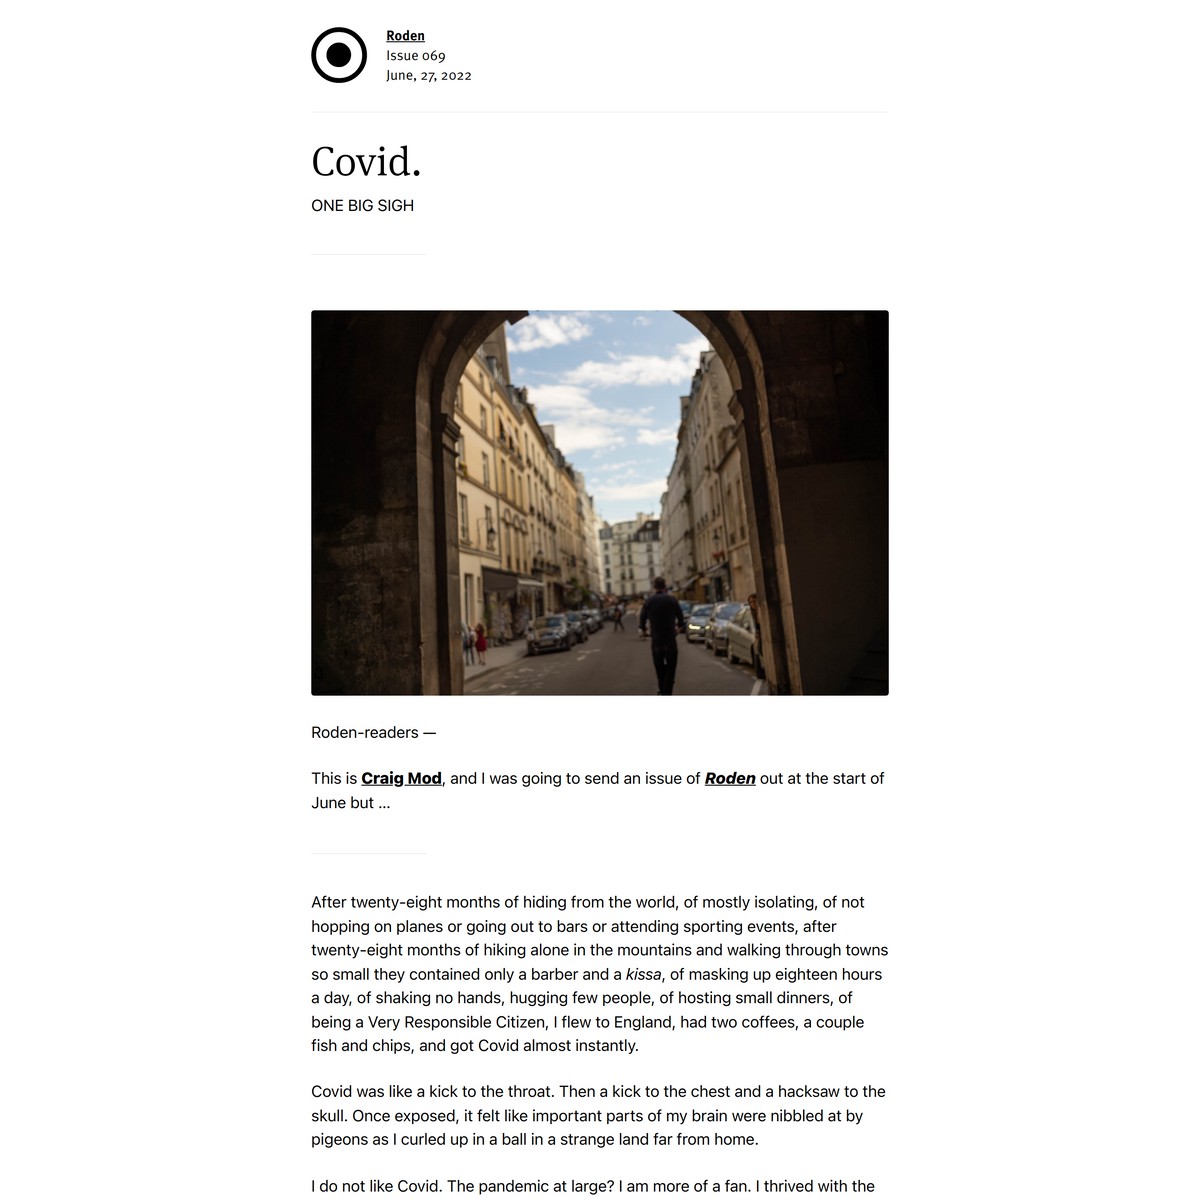 Roden
Issue 069
June, 27, 2022
Covid.
ONE BIG SIGH
Roden-readers —
This is Craig Mod, and I was going to send an issue of Roden out at the start of
June but …
After twenty-eight months of hiding from the world, of mostly isolating, of not
hopping on planes or going out to bars or attending sporting events, after
twenty-eight months of hiking alone in the mountains and walking through towns
so small they contained only a barber and a kissa, of masking up eighteen hours
a day, of shaking no hands, hugging few people, of hosting small dinners, of
being a Very Responsible Citizen, I flew to England, had two coffees, a couple
fish and chips, and got Covid almost instantly.
Covid was like a kick to the throat. Then a kick to the chest and a hacksaw to the
skull. Once exposed, it felt like important parts of my brain were nibbled at by
pigeons as I curled up in a ball in a strange land far from home.
I do not like Covid. The pandemic at large? I am more of a fan. I thrived with the